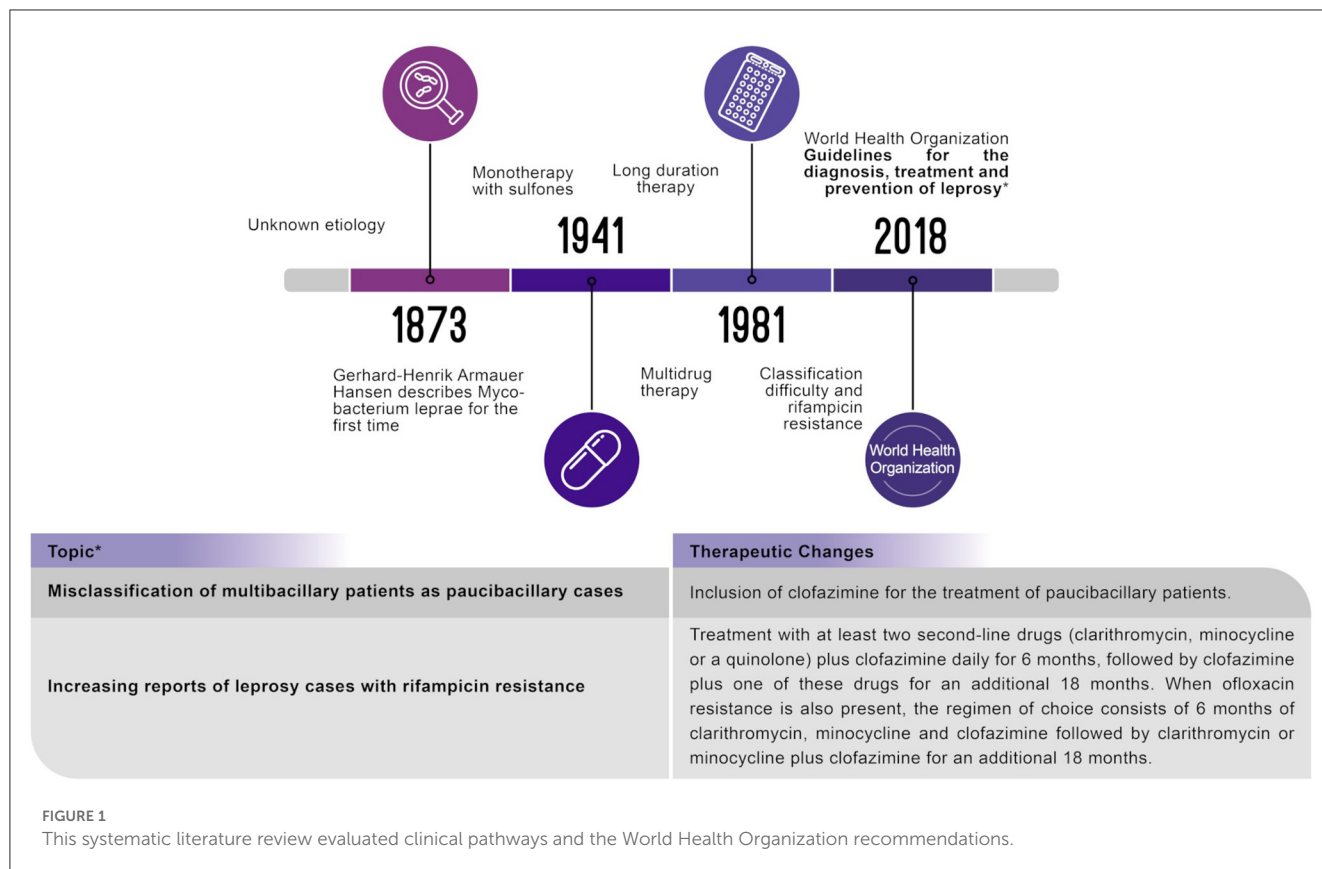 Unknown etiology
Monotherapy
with sulfones
Long duration
therapy
World Health Organization
Guidelines for the
diagnosis, treatment and
prevention of leprosy*
1941
2018
1873
1981
Gerhard-Henrik Armauer
Hansen describes Myco-
bacterium leprae for the
first time
Multidrug
therapy
Classification
difficulty and
rifampicin
resistance
World Health
Organization
Topic*
Therapeutic Changes
Misclassification of multibacillary patients as paucibacillary cases
Inclusion of clofazimine for the treatment of paucibacillary patients.
Increasing reports of leprosy cases with rifampicin resistance
Treatment with at least two second-line drugs (clarithromycin, minocycline
or a quinolone) plus clofazimine daily for 6 months, followed by clofazimine
plus one of these drugs for an additional 18 months. When ofloxacin
resistance is also present, the regimen of choice consists of 6 months of
clarithromycin, minocycline and clofazimine followed by clarithromycin or
minocycline plus clofazimine for an additional 18 months.
FIGURE 1
This systematic literature review evaluated clinical pathways and the World Health Organization recommendations.